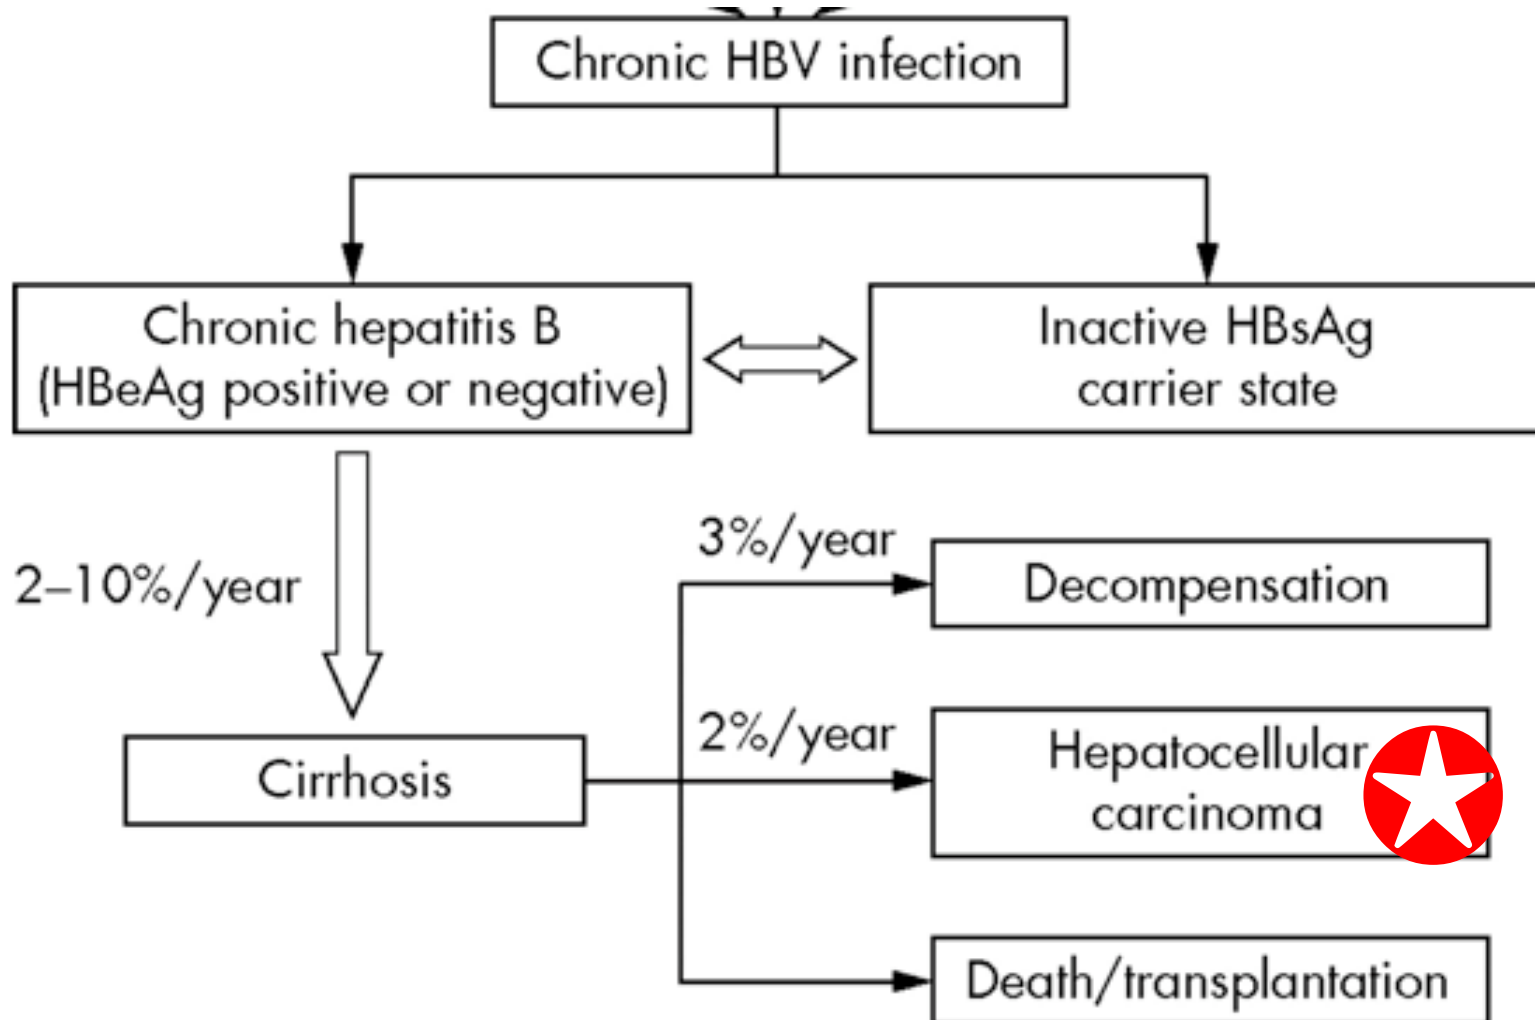 Chronic HBV infection
Chronic hepatitis B
(HBeAg positive or negative)
Inactive HBsAg
carrier state
2–10%/year
3%/year
Decompensation
Cirrhosis
2%/year
Hepatocellular
carcinoma
Death/transplantation